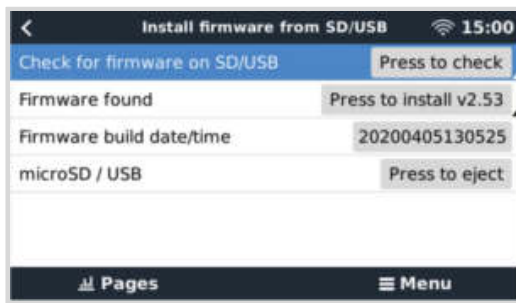 Install firmware from SD/USB 15:00
Check for firmware on SD/USB Press to check
Firmware found Press to install v2.53
Firmware build date/time 20200405130525
microSD / USB Press to eject
Pages Menu